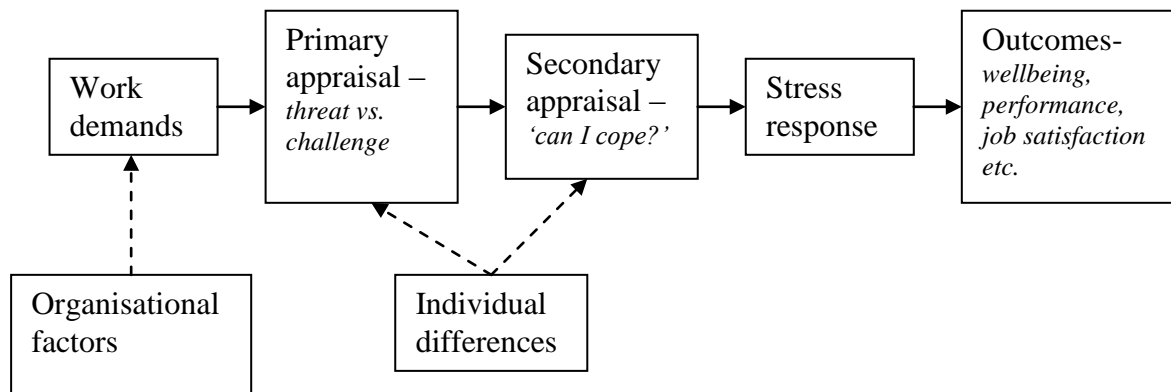 Work
demands
Primary
appraisal –
threat vs.
challenge
Secondary
appraisal –
‘can I cope?’
Stress
response
Outcomes-
wellbeing,
performance,
job satisfaction
etc.
Organisational
factors
Individual
differences